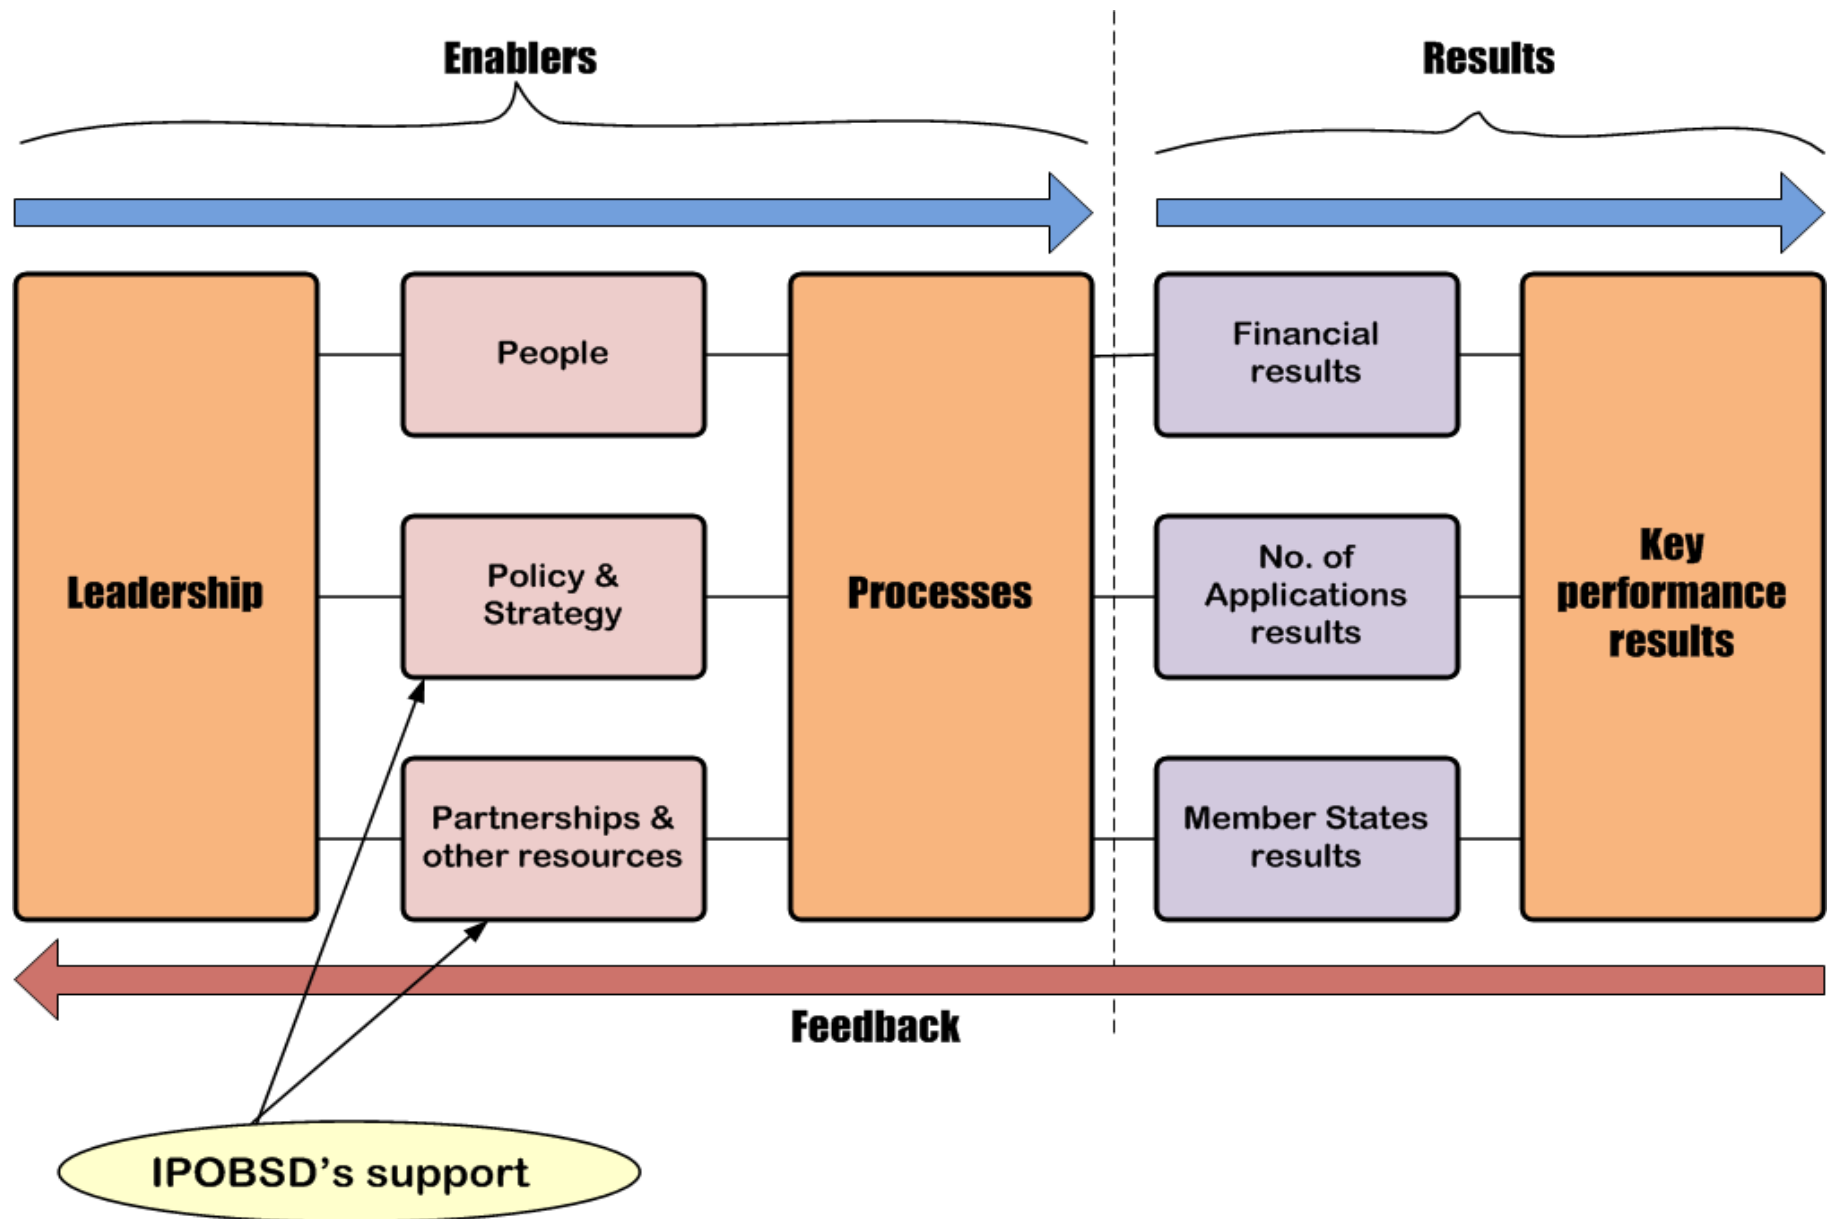 Enablers
Results
People
Financial
results
Leadership
Policy &
Strategy
Processes
No. of
Applications
results
Key
performance
results
Partnerships &
other resources
Member States
results
Feedback
IPOBSD's support